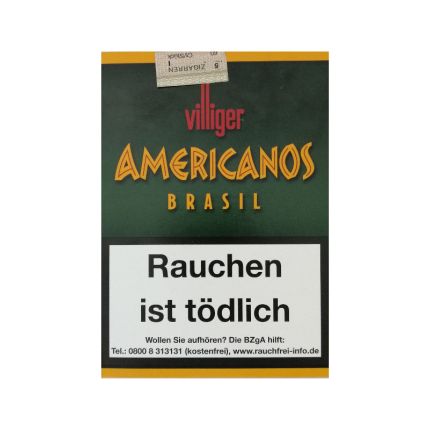 ZIGARREN
villiger
AMERICANOS
BRASIL
Rauchen
ist tödlich
Wollen Sie aufhören? Die BZgA hilft:
Tel.: 0800 8 313131 (kostenfrei), www.rauchfrei-info.de